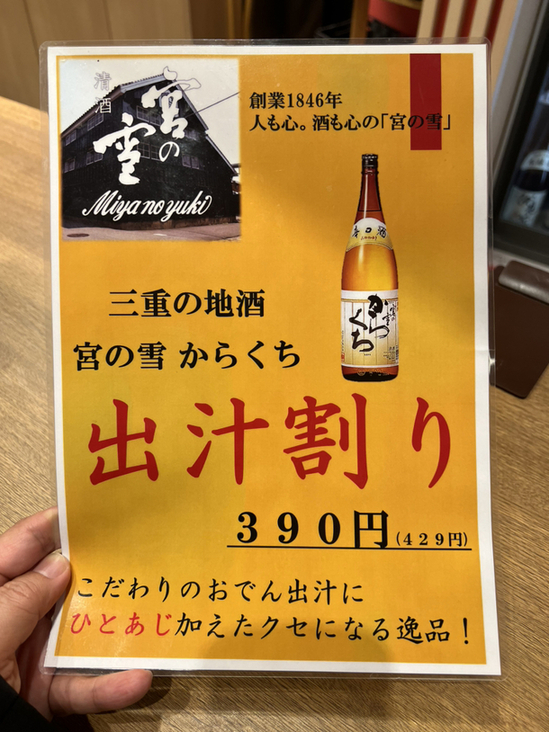 清酒
宮の雪
Miyanoyuki
創業1846年
人も心。酒も心の「宮の雪」
辛口酒
宮の雪
からくち
三重の地酒
宮の雪 からくち
出汁割り
390円(429円)
こだわりのおでん出汁に
ひとあじ加えたクセになる逸品！